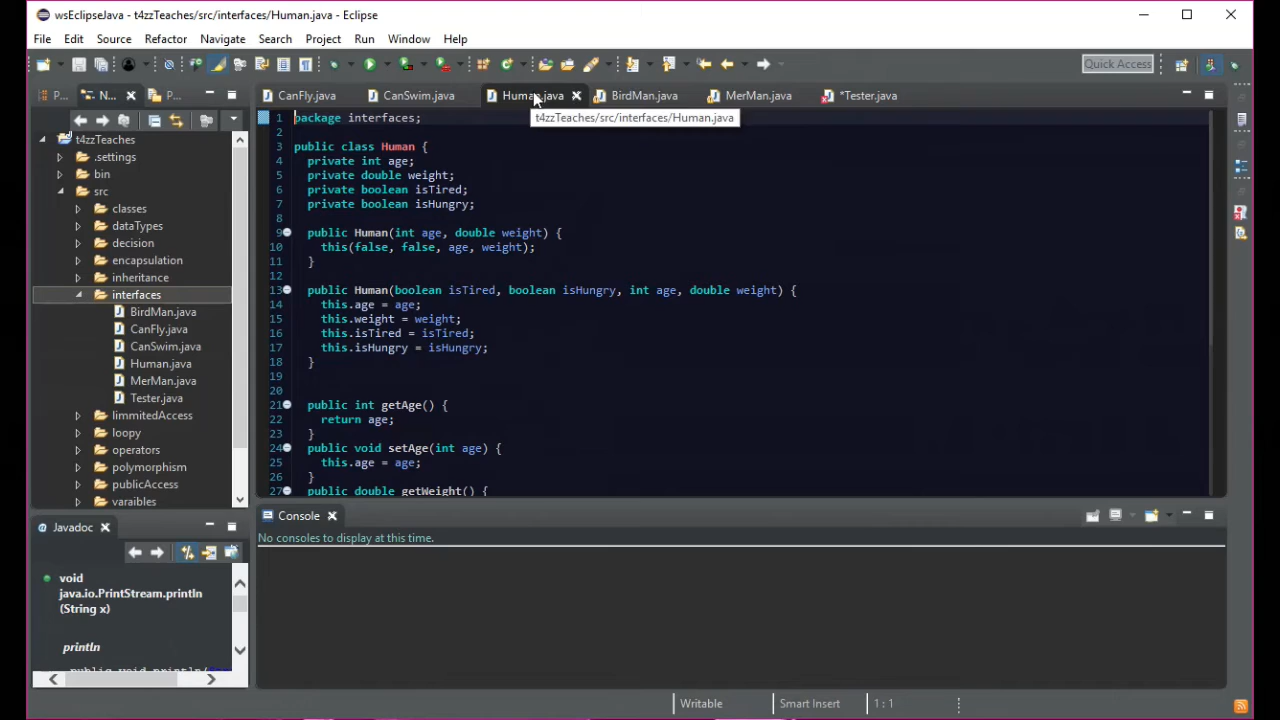 wsEclipseJava - t4zzTeaches/src/interfaces/Human.java - Eclipse
File Edit Source Refactor Navigate Search Project Run Window Help
Quick Access
P... N... P...
CanFly.java CanSwim.java Human.java BirdMan.java MerMan.java *Tester.java
t4zzTeaches/src/interfaces/Human.java
t4zzTeaches
.settings
bin
src
classes
dataTypes
decision
encapsulation
inheritance
interfaces
BirdMan.java
CanFly.java
CanSwim.java
Human.java
MerMan.java
Tester.java
limmitedAccess
loopy
operators
polymorphism
publicAccess
varaibles
1 package interfaces;
2
3 public class Human {
4 private int age;
5 private double weight;
6 private boolean isTired;
7 private boolean isHungry;
8
9 public Human(int age, double weight) {
10 this(false, false, age, weight);
11 }
12
13 public Human(boolean isTired, boolean isHungry, int age, double weight) {
14 this.age = age;
15 this.weight = weight;
16 this.isTired = isTired;
17 this.isHungry = isHungry;
18 }
19
20
21 public int getAge() {
22 return age;
23 }
24 public void setAge(int age) {
25 this.age = age;
26 }
27 public double getWeight() {
Javadoc
void
java.io.PrintStream.println
(String x)
println
Console
No consoles to display at this time.
Writable Smart Insert 1 : 1